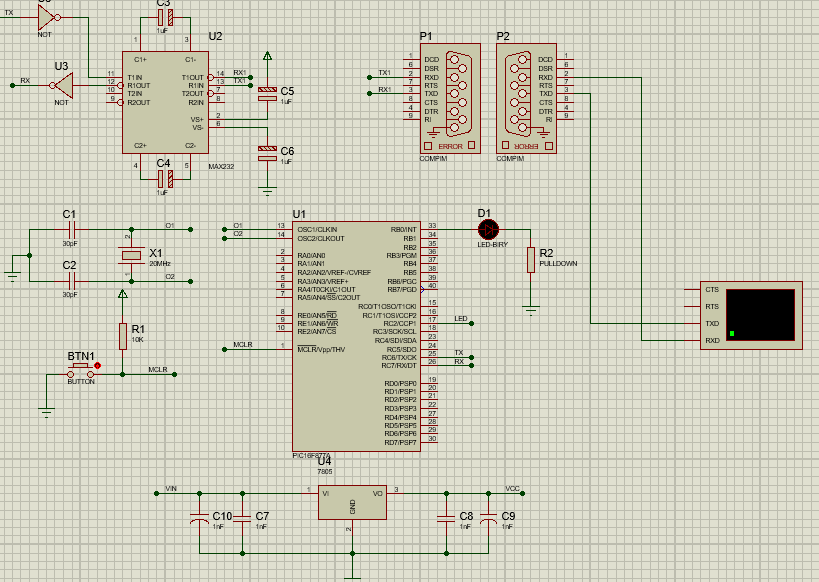 TX
NOT
U3
RX
NOT
C3
1uF
1
3
U2
C1+
C1-
11
T1IN
T1OUT
14
RX1
12
R1OUT
R1IN
13
TX1
10
T2IN
T2OUT
7
9
R2OUT
R2IN
8
VS+
2
VS-
6
C2+
C2-
4
5
MAX232
C4
1uF
C5
1uF
C6
1uF
P1
TX1
RX1
1
DCD
6
DSR
2
RXD
7
RTS
3
TXD
8
CTS
4
DTR
9
RI
ERROR
COMPIM
P2
DCD
1
DSR
6
RXD
2
RTS
7
TXD
3
CTS
8
DTR
4
RI
9
ERROR
COMPIM
C1
30pF
C2
30pF
2
X1
20MHz
1
O1
O2
R1
10K
BTN1
BUTTON
MCLR
U1
O1
13
OSC1/CLKIN
O2
14
OSC2/CLKOUT
2
RA0/AN0
3
RA1/AN1
4
RA2/AN2/VREF-/CVREF
5
RA3/AN3/VREF+
6
RA4/T0CKI/C1OUT
7
RA5/AN4/SS/C2OUT
8
RE0/AN5/RD
9
RE1/AN6/WR
10
RE2/AN7/CS
MCLR
1
MCLR/Vpp/THV
RB0/INT
33
RB1
34
RB2
35
RB3/PGM
36
RB4
37
RB5
38
RB6/PGC
39
RB7/PGD
40
RC0/T1OSO/T1CKI
15
RC1/T1OSI/CCP2
16
RC2/CCP1
17
LED
RC3/SCK/SCL
18
RC4/SDI/SDA
23
RC5/SDO
24
RC6/TX/CK
25
TX
RC7/RX/DT
26
RX
RD0/PSP0
19
RD1/PSP1
20
RD2/PSP2
21
RD3/PSP3
22
RD4/PSP4
27
RD5/PSP5
28
RD6/PSP6
29
RD7/PSP7
30
PIC16F877A
D1
LED-BIRY
R2
PULLDOWN
CTS
RTS
TXD
RXD
U4
7805
VIN
1
VI
VO
3
VCC
GND
2
C10
1nF
C7
1nF
C8
1nF
C9
1nF